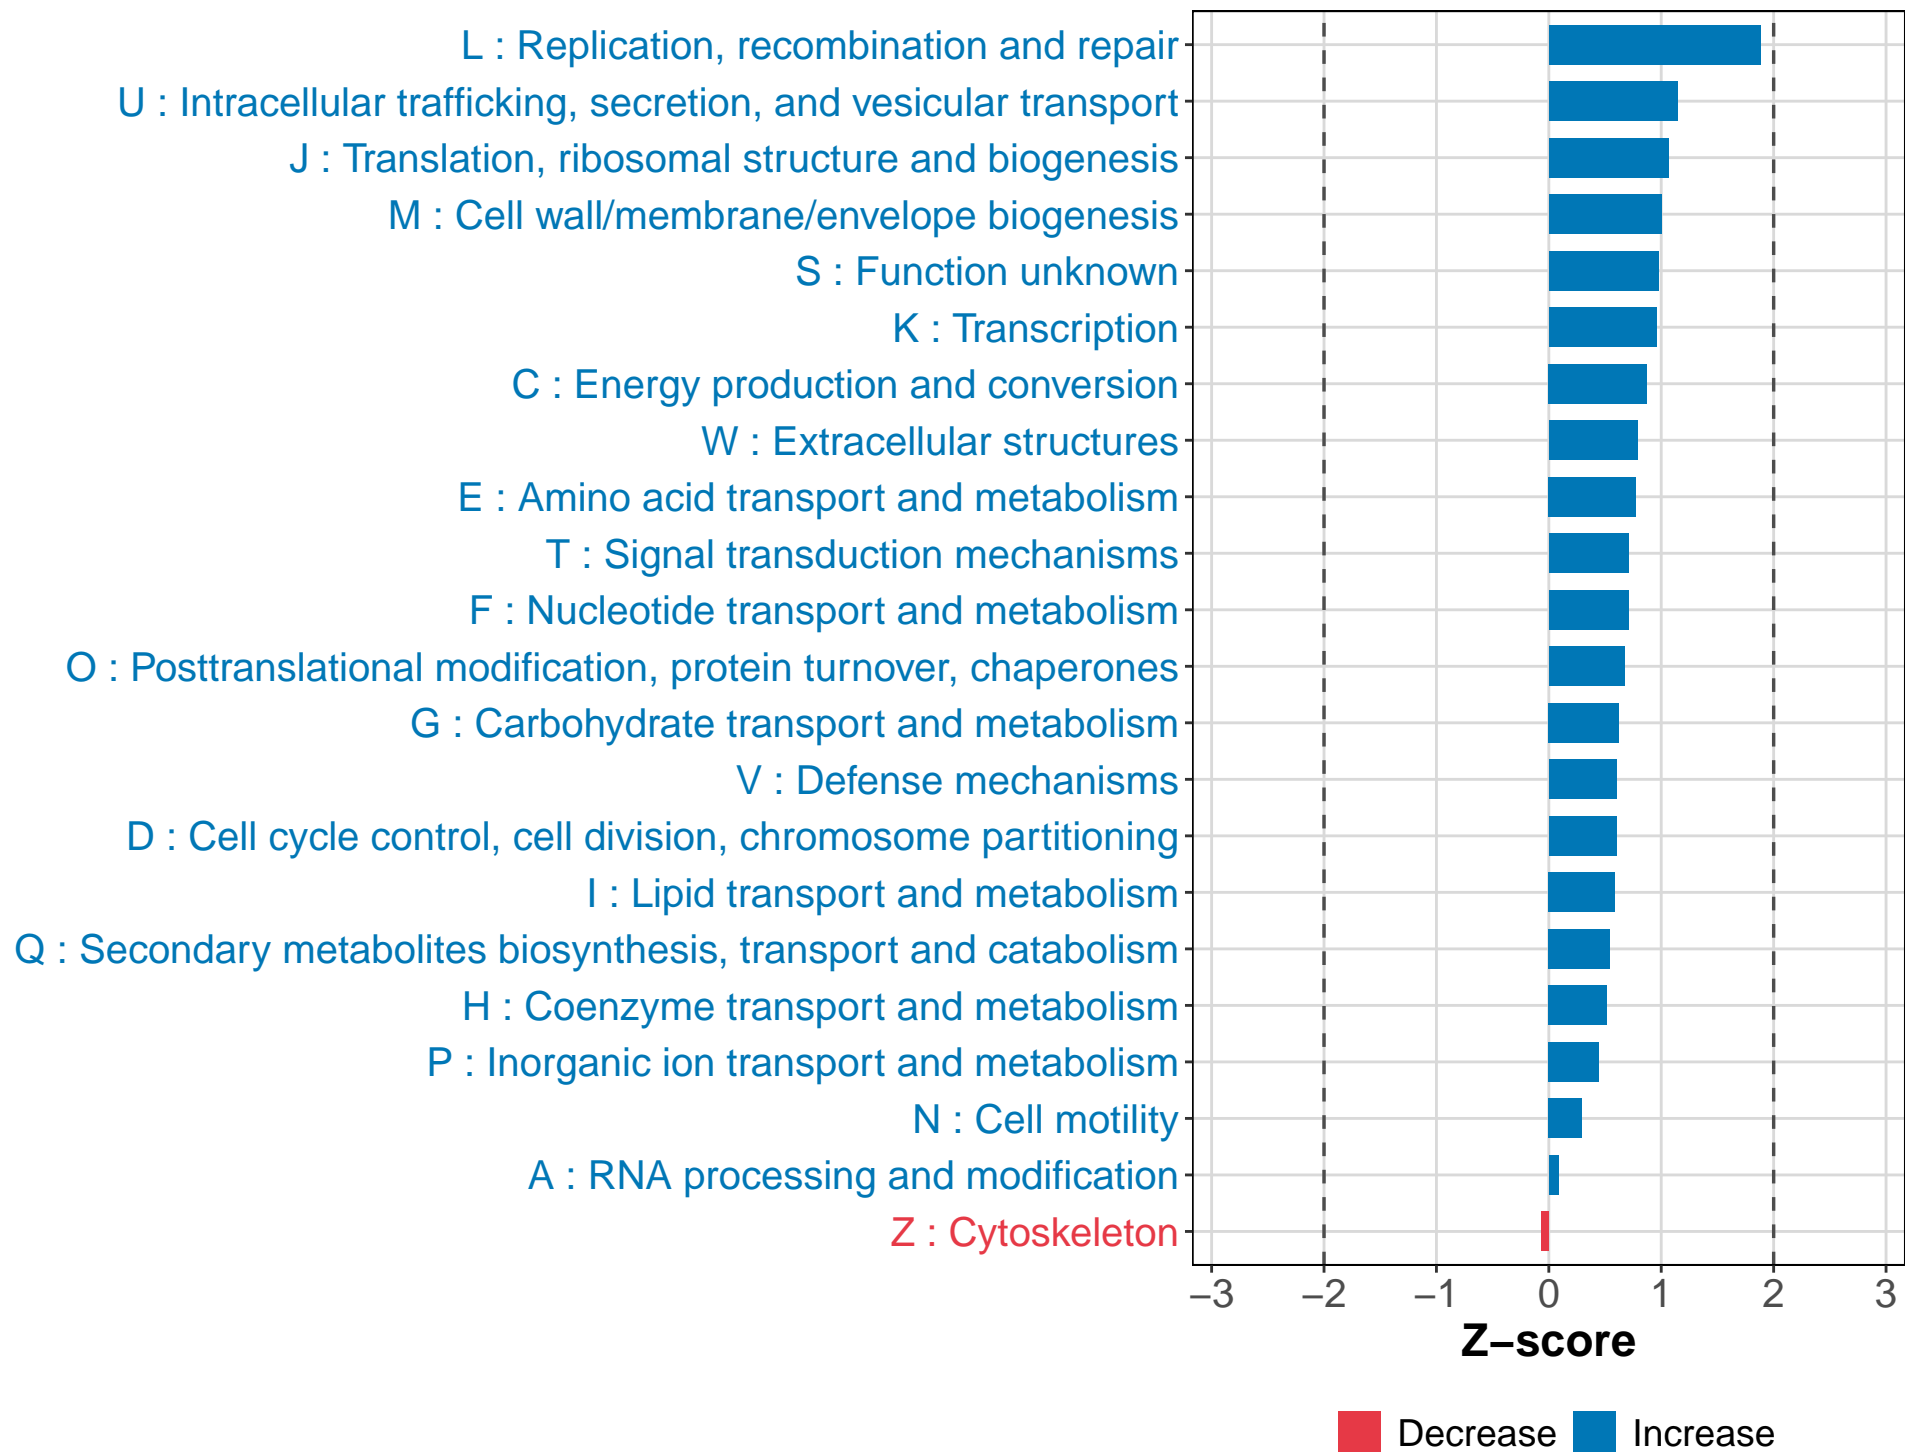 L : Replication, recombination and repair
U : Intracellular trafficking, secretion, and vesicular transport
J : Translation, ribosomal structure and biogenesis
M : Cell wall/membrane/envelope biogenesis
S : Function unknown
K : Transcription
C : Energy production and conversion
W : Extracellular structures
E : Amino acid transport and metabolism
T : Signal transduction mechanisms
F : Nucleotide transport and metabolism
O : Posttranslational modification, protein turnover, chaperones
G : Carbohydrate transport and metabolism
V : Defense mechanisms
D : Cell cycle control, cell division, chromosome partitioning
I : Lipid transport and metabolism
Q : Secondary metabolites biosynthesis, transport and catabolism
H : Coenzyme transport and metabolism
P : Inorganic ion transport and metabolism
N : Cell motility
A : RNA processing and modification
Z : Cytoskeleton
−3 −2 −1 0 1 2 3
Z−score
Decrease Increase